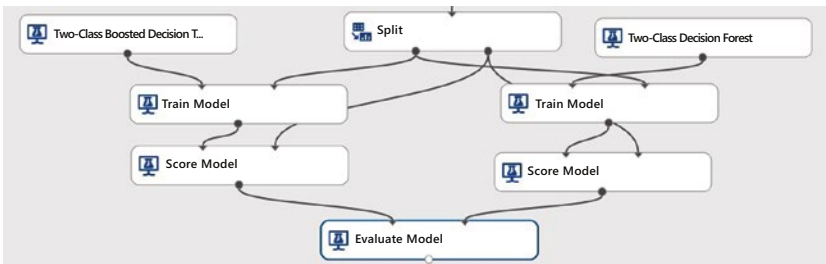 Two-Class Boosted Decision T...
Split
Two-Class Decision Forest
Train Model
Train Model
Score Model
Score Model
Evaluate Model